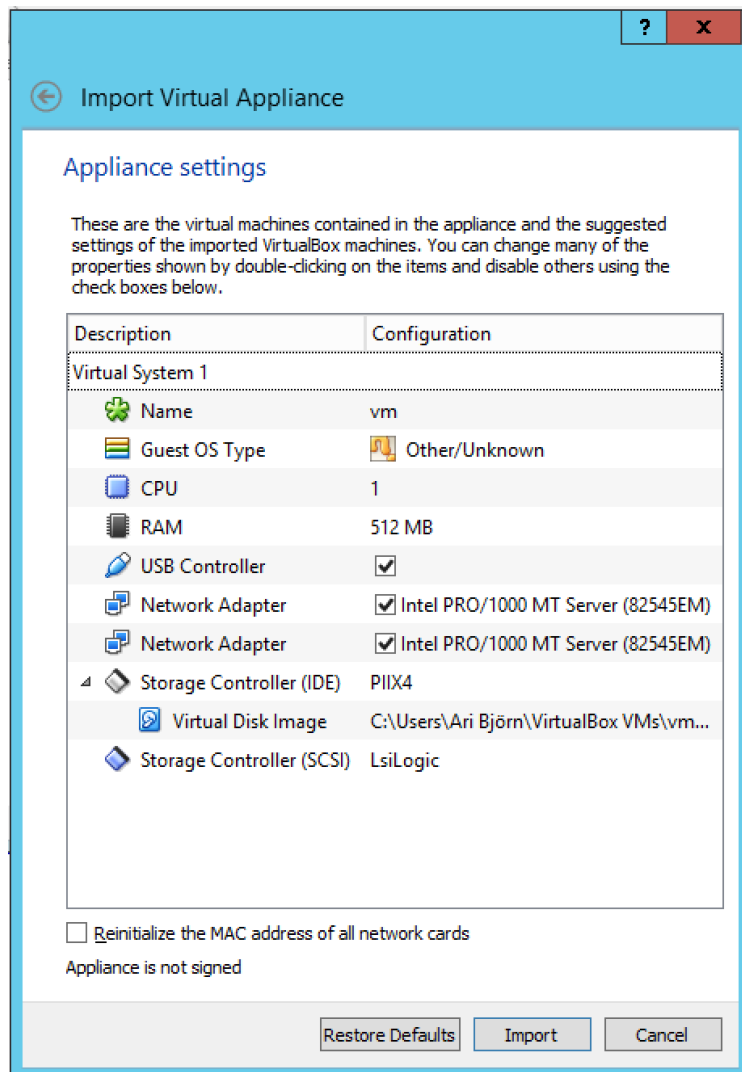 ? x
Import Virtual Appliance
Appliance settings
These are the virtual machines contained in the appliance and the suggested
settings of the imported VirtualBox machines. You can change many of the
properties shown by double-clicking on the items and disable others using the
check boxes below.
Description Configuration
Virtual System 1
Name vm
Guest OS Type Other/Unknown
CPU 1
RAM 512 MB
USB Controller
Network Adapter Intel PRO/1000 MT Server (82545EM)
Network Adapter Intel PRO/1000 MT Server (82545EM)
Storage Controller (IDE) PIIX4
Virtual Disk Image C:\Users\Ari Björn\VirtualBox VMs\vm...
Storage Controller (SCSI) LsiLogic
Reinitialize the MAC address of all network cards
Appliance is not signed
Restore Defaults Import Cancel